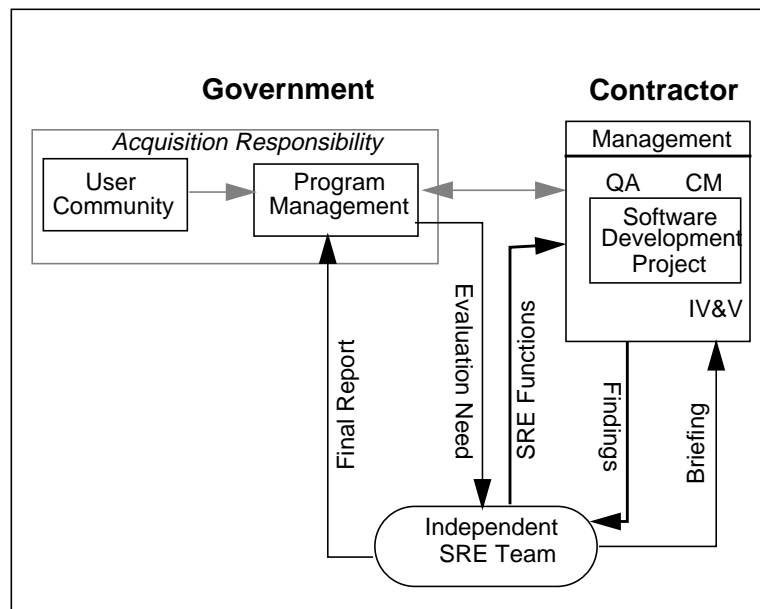 Government
Contractor
Acquisition Responsibility
User
Community
Program
Management
Management
QA
CM
Software
Development
Project
IV&V
Final Report
Evaluation Need
SRE Functions
Findings
Briefing
Independent
SRE Team